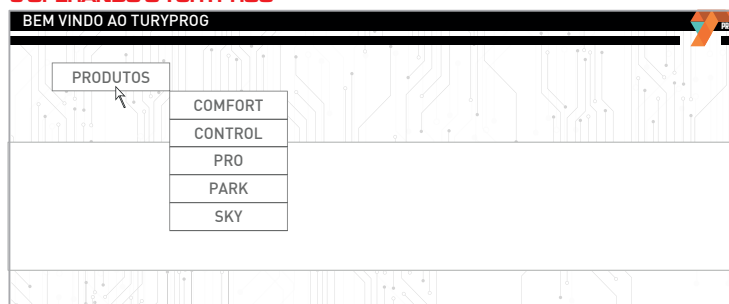 BEM VINDO AO TURYPROG
PRODUTOS
COMFORT
CONTROL
PRO
PARK
SKY